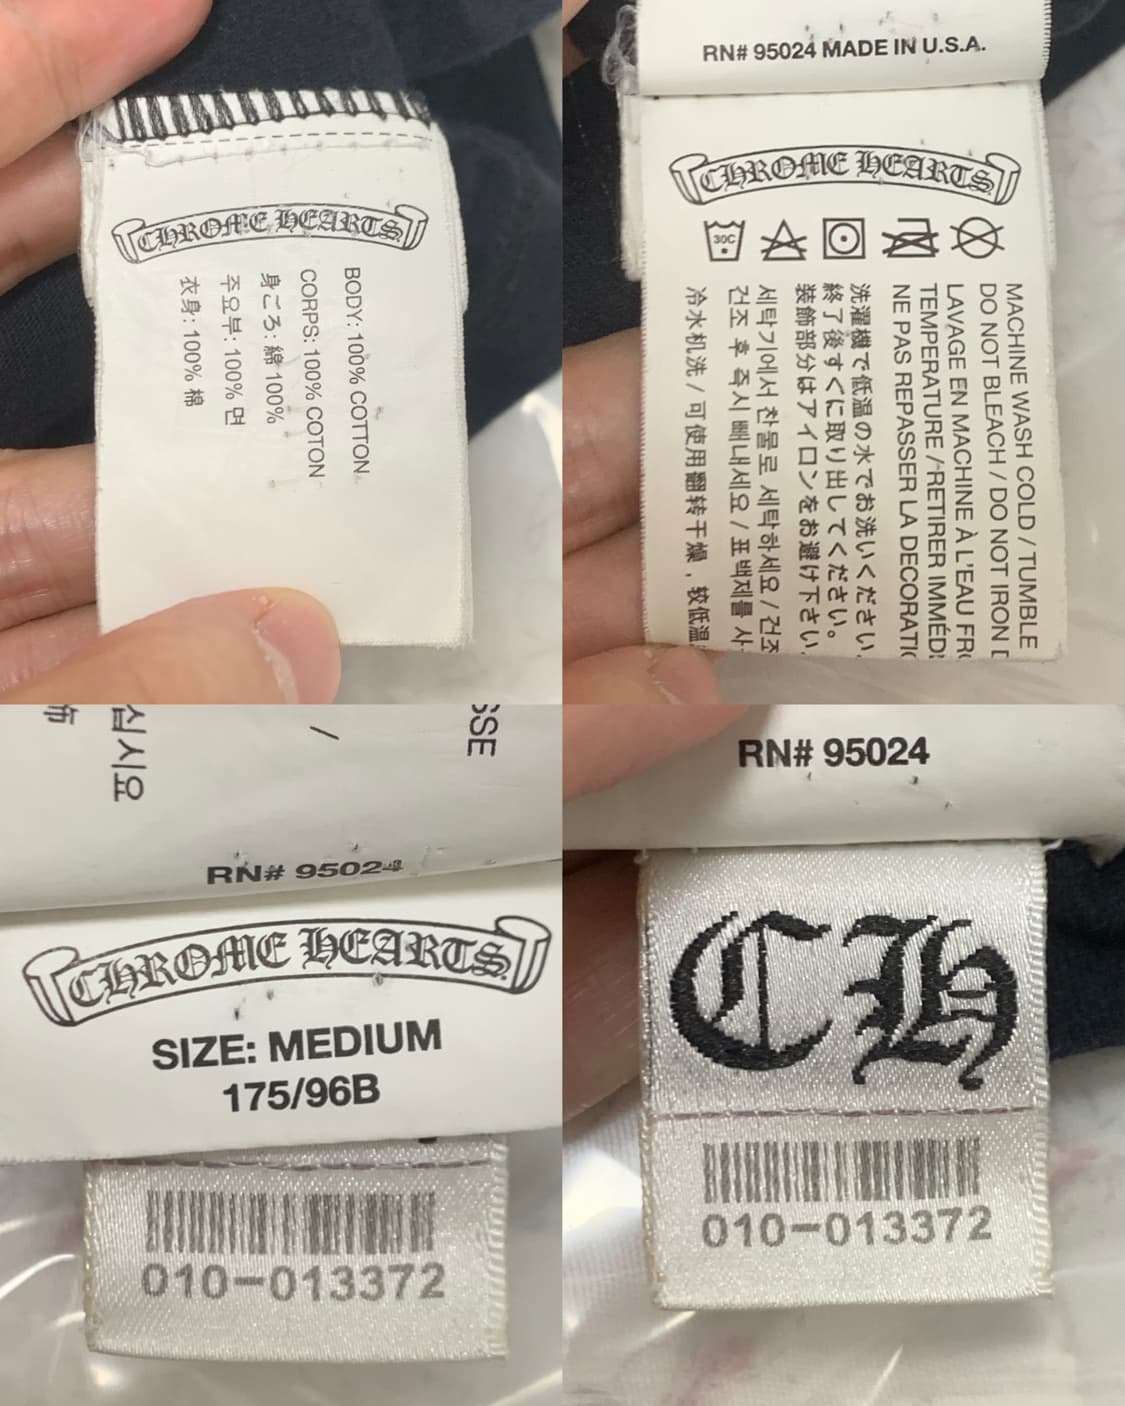 CHROME HEARTS
BODY: 100% COTTON
CORPS: 100% COTON
身ごろ: 綿 100%
주요부: 100% 면
衣身: 100% 棉
RN# 95024 MADE IN U.S.A.
CHROME HEARTS
30C
MACHINE WASH COLD / TUMBLE
DO NOT BLEACH / DO NOT IRON
LAVAGE EN MACHINE À L'EAU
TEMPERATURE / RETIRER
NE PAS REPASSER LA
洗濯機で低温の水でお洗いください
終了後すぐに取り出してください。
装飾部分はアイロンをお避け下さい
세탁기에서 찬물로 세탁하세요 / 건조
건조 후 즉시 빼내세요 / 표백제를
冷水机洗 / 可使用翻转干燥 , 较低温
십시요
/
RN# 95024
CHROME HEARTS
SIZE: MEDIUM
175/96B
010-013372
RN# 95024
CH
010-013372